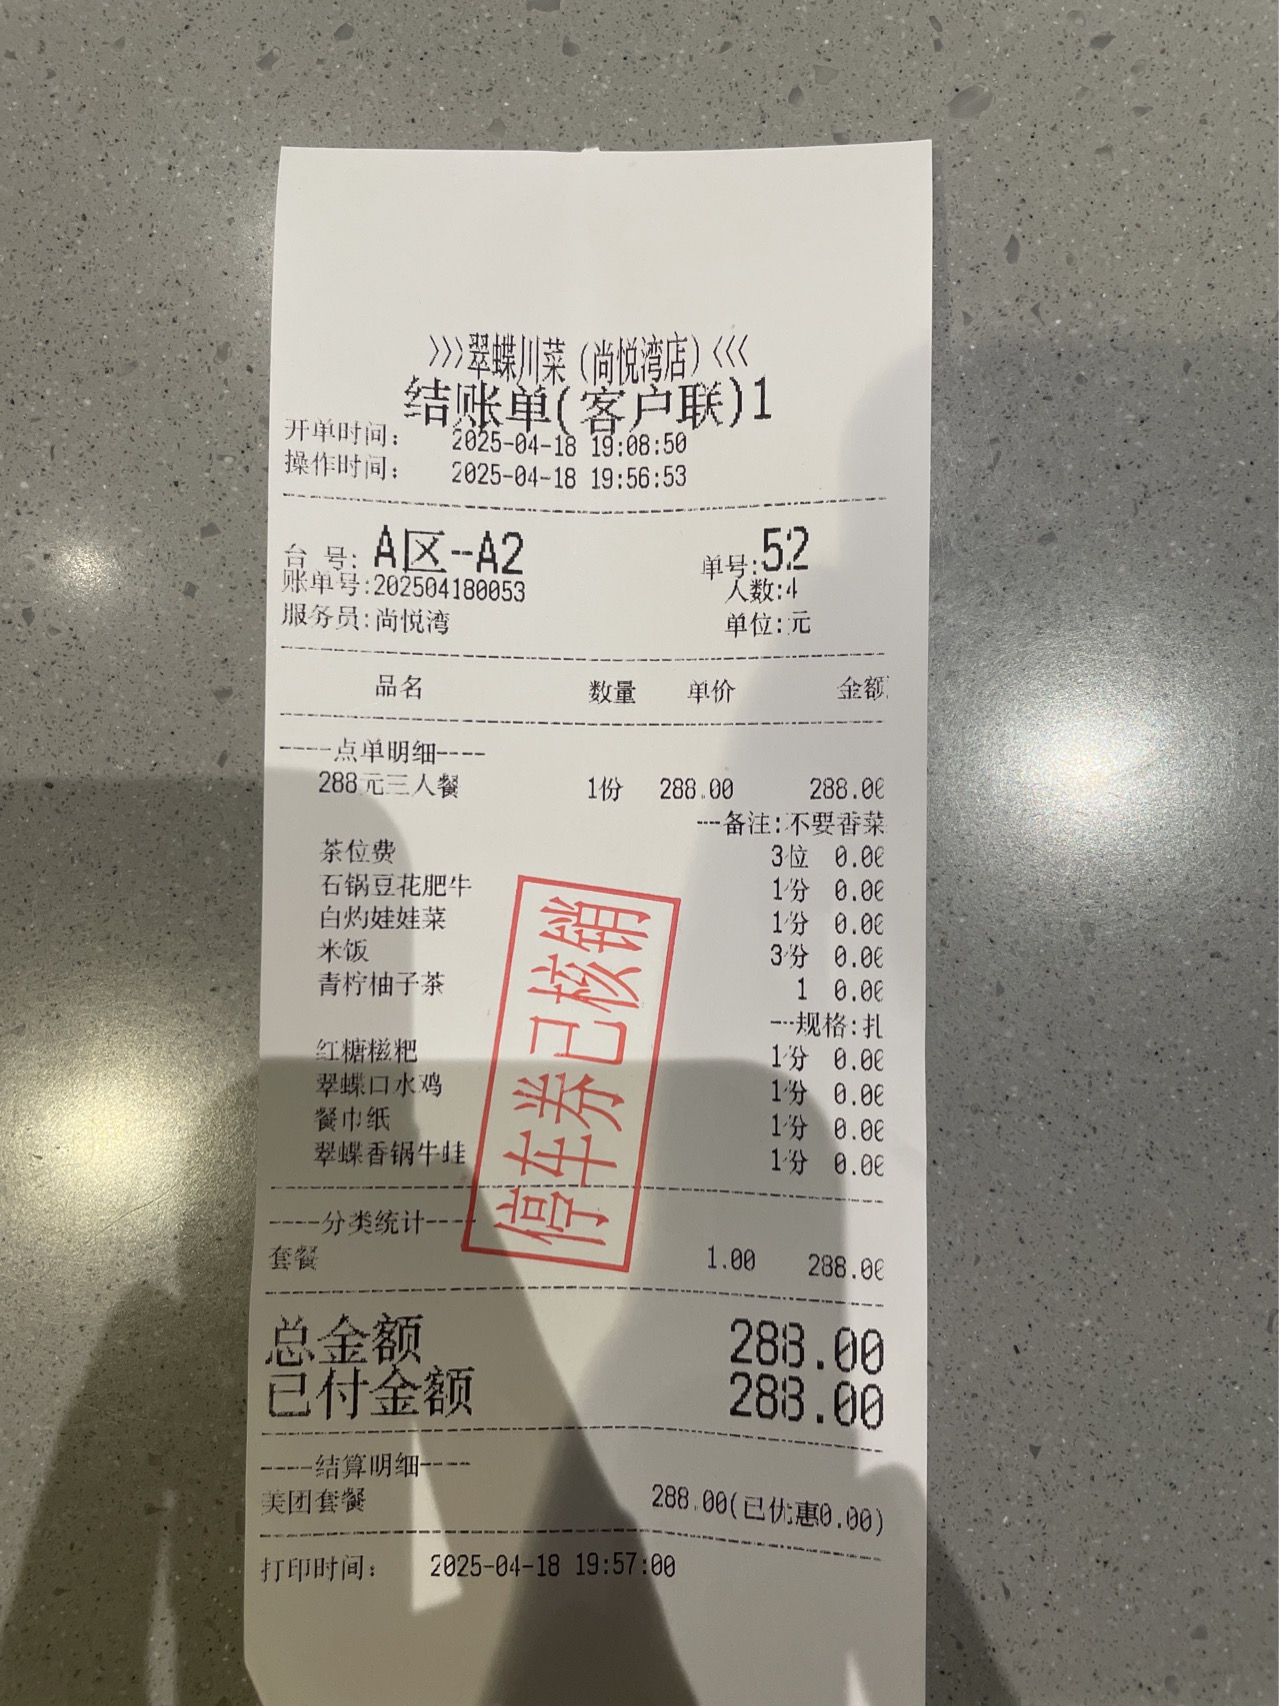 >>>翠蝶川菜（尚悦湾店）<<<
结账单(客户联)1
开单时间： 2025-04-18 19:08:50
操作时间： 2025-04-18 19:56:53
台 号: A区--A2 单号:52
账单号:202504180053 人数:4
服务员:尚悦湾 单位:元
品名 数量 单价 金额
----点单明细----
288元三人餐 1份 288.00 288.00
---备注:不要香菜
茶位费 3位 0.00
石锅豆花肥牛 1分 0.00
白灼娃娃菜 1分 0.00
米饭 3分 0.00
青柠柚子茶 1 0.00
---规格:扎
红糖糍粑 1分 0.00
翠蝶口水鸡 1分 0.00
餐巾纸 1分 0.00
翠蝶香锅牛蛙 1分 0.00
停车券已核销
----分类统计----
套餐 1.00 288.00
总金额 288.00
已付金额 288.00
----结算明细----
美团套餐 288.00(已优惠0.00)
打印时间： 2025-04-18 19:57:00